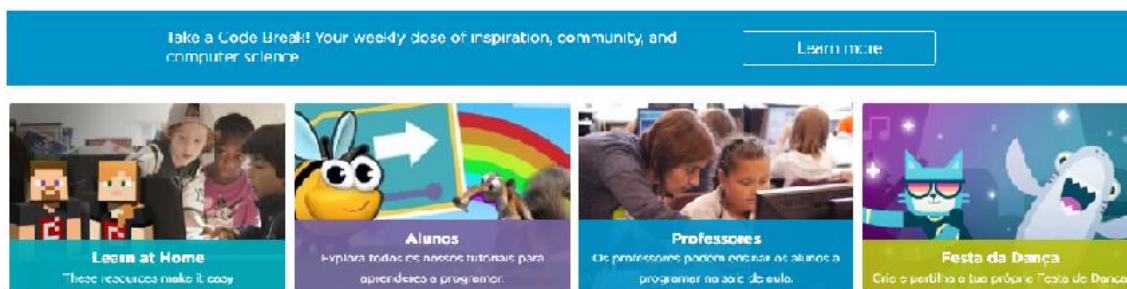 Take a Code Break! Your weekly dose of inspiration, community, and
computer science
Learn more
Learn at Home
These resources make it easy
Alunos
Explora todos os nossos tutoriais para
aprenderes a programar.
Professores
Os professores podem ensinar os alunos a
programar na sala de aula.
Festa da Dança
Crie e partilha a tua própria Festa de Dança